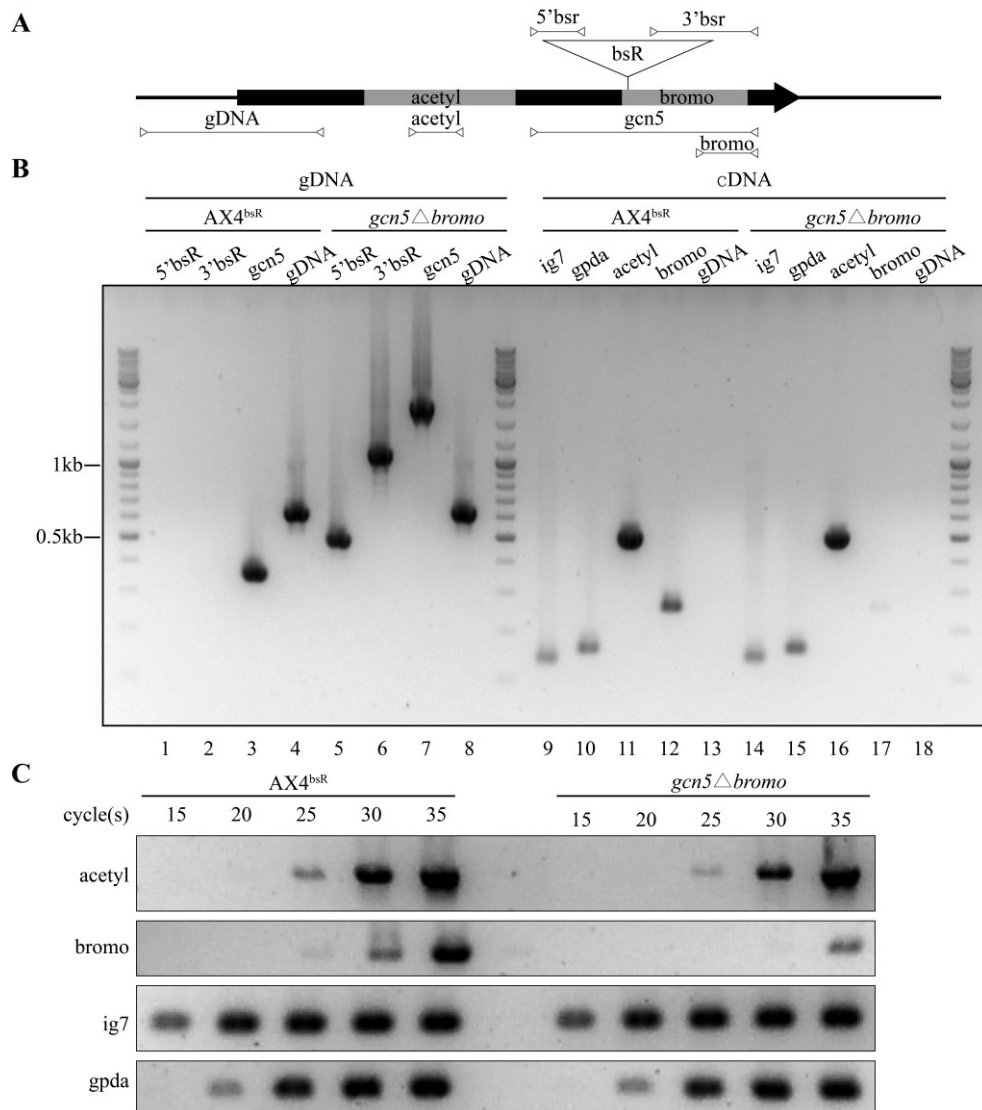 A
5'bsr 3'bsr
bsR
acetyl bromo
gDNA acetyl gcn5
bromo
B
gDNA cDNA
AX4bsR gcn5△bromo AX4bsR gcn5△bromo
5'bsR 3'bsR gcn5 gDNA 5'bsR 3'bsR gcn5 gDNA ig7 gpda acetyl bromo gDNA ig7 gpda acetyl bromo gDNA
1kb
0.5kb
1 2 3 4 5 6 7 8 9 10 11 12 13 14 15 16 17 18
C
AX4bsR gcn5△bromo
cycle(s) 15 20 25 30 35 15 20 25 30 35
acetyl
bromo
ig7
gpda